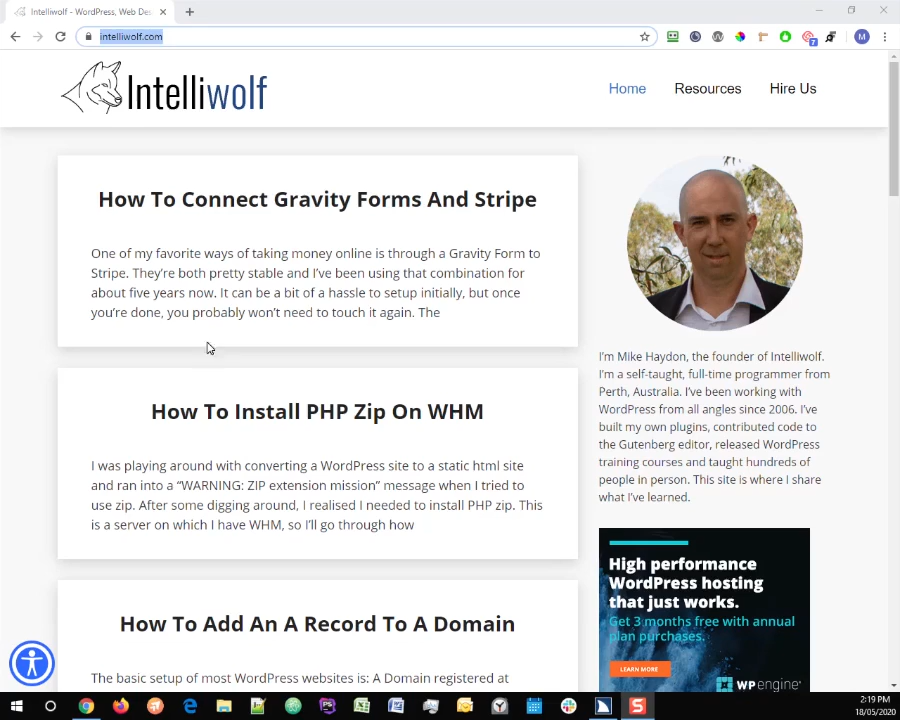 Intelliwolf - WordPress, Web Des
intelliwolf.com
M
7
Intelliwolf
Home
Resources
Hire Us
How To Connect Gravity Forms And Stripe
One of my favorite ways of taking money online is through a Gravity Form to
Stripe. They're both pretty stable and I've been using that combination for
about five years now. It can be a bit of a hassle to setup initially, but once
you're done, you probably won't need to touch it again. The
How To Install PHP Zip On WHM
I was playing around with converting a WordPress site to a static html site
and ran into a “WARNING: ZIP extension mission” message when I tried to
use zip. After some digging around, I realised I needed to install PHP zip. This
is a server on which I have WHM, so I'll go through how
How To Add An A Record To A Domain
The basic setup of most WordPress websites is: A Domain registered at
I'm Mike Haydon, the founder of Intelliwolf.
I'm a self-taught, full-time programmer from
Perth, Australia. I've been working with
WordPress from all angles since 2006. I've
built my own plugins, contributed code to
the Gutenberg editor, released WordPress
training courses and taught hundreds of
people in person. This site is where I share
what I've learned.
High performance
WordPress hosting
that just works.
Get 3 months free with annual
plan purchases.
LEARN MORE
WPengine
2:19 PM
18/05/2020